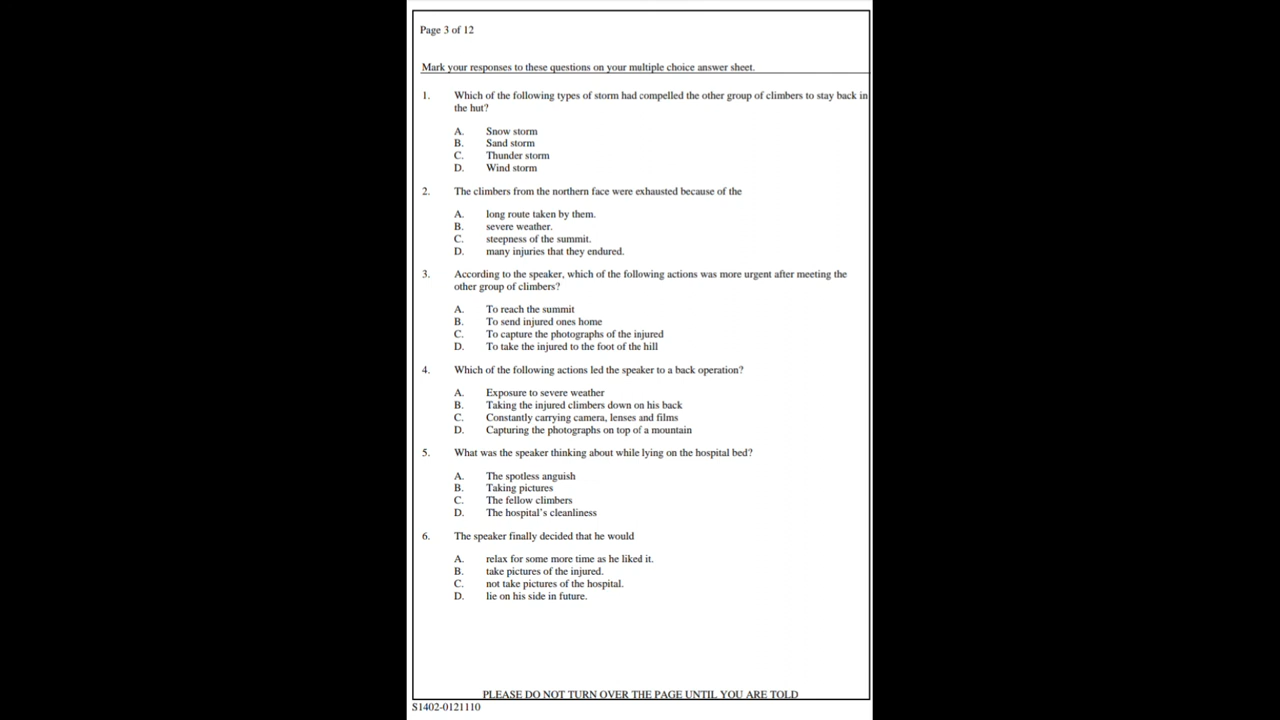 Page 3 of 12
Mark your responses to these questions on your multiple choice answer sheet.
1. Which of the following types of storm had compelled the other group of climbers to stay back in
the hut?
A. Snow storm
B. Sand storm
C. Thunder storm
D. Wind storm
2. The climbers from the northern face were exhausted because of the
A. long route taken by them.
B. severe weather.
C. steepness of the summit.
D. many injuries that they endured.
3. According to the speaker, which of the following actions was more urgent after meeting the
other group of climbers?
A. To reach the summit
B. To send injured ones home
C. To capture the photographs of the injured
D. To take the injured to the foot of the hill
4. Which of the following actions led the speaker to a back operation?
A. Exposure to severe weather
B. Taking the injured climbers down on his back
C. Constantly carrying camera, lenses and films
D. Capturing the photographs on top of a mountain
5. What was the speaker thinking about while lying on the hospital bed?
A. The spotless anguish
B. Taking pictures
C. The fellow climbers
D. The hospital's cleanliness
6. The speaker finally decided that he would
A. relax for some more time as he liked it.
B. take pictures of the injured.
C. not take pictures of the hospital.
D. lie on his side in future.
PLEASE DO NOT TURN OVER THE PAGE UNTIL YOU ARE TOLD
S1402-0121110